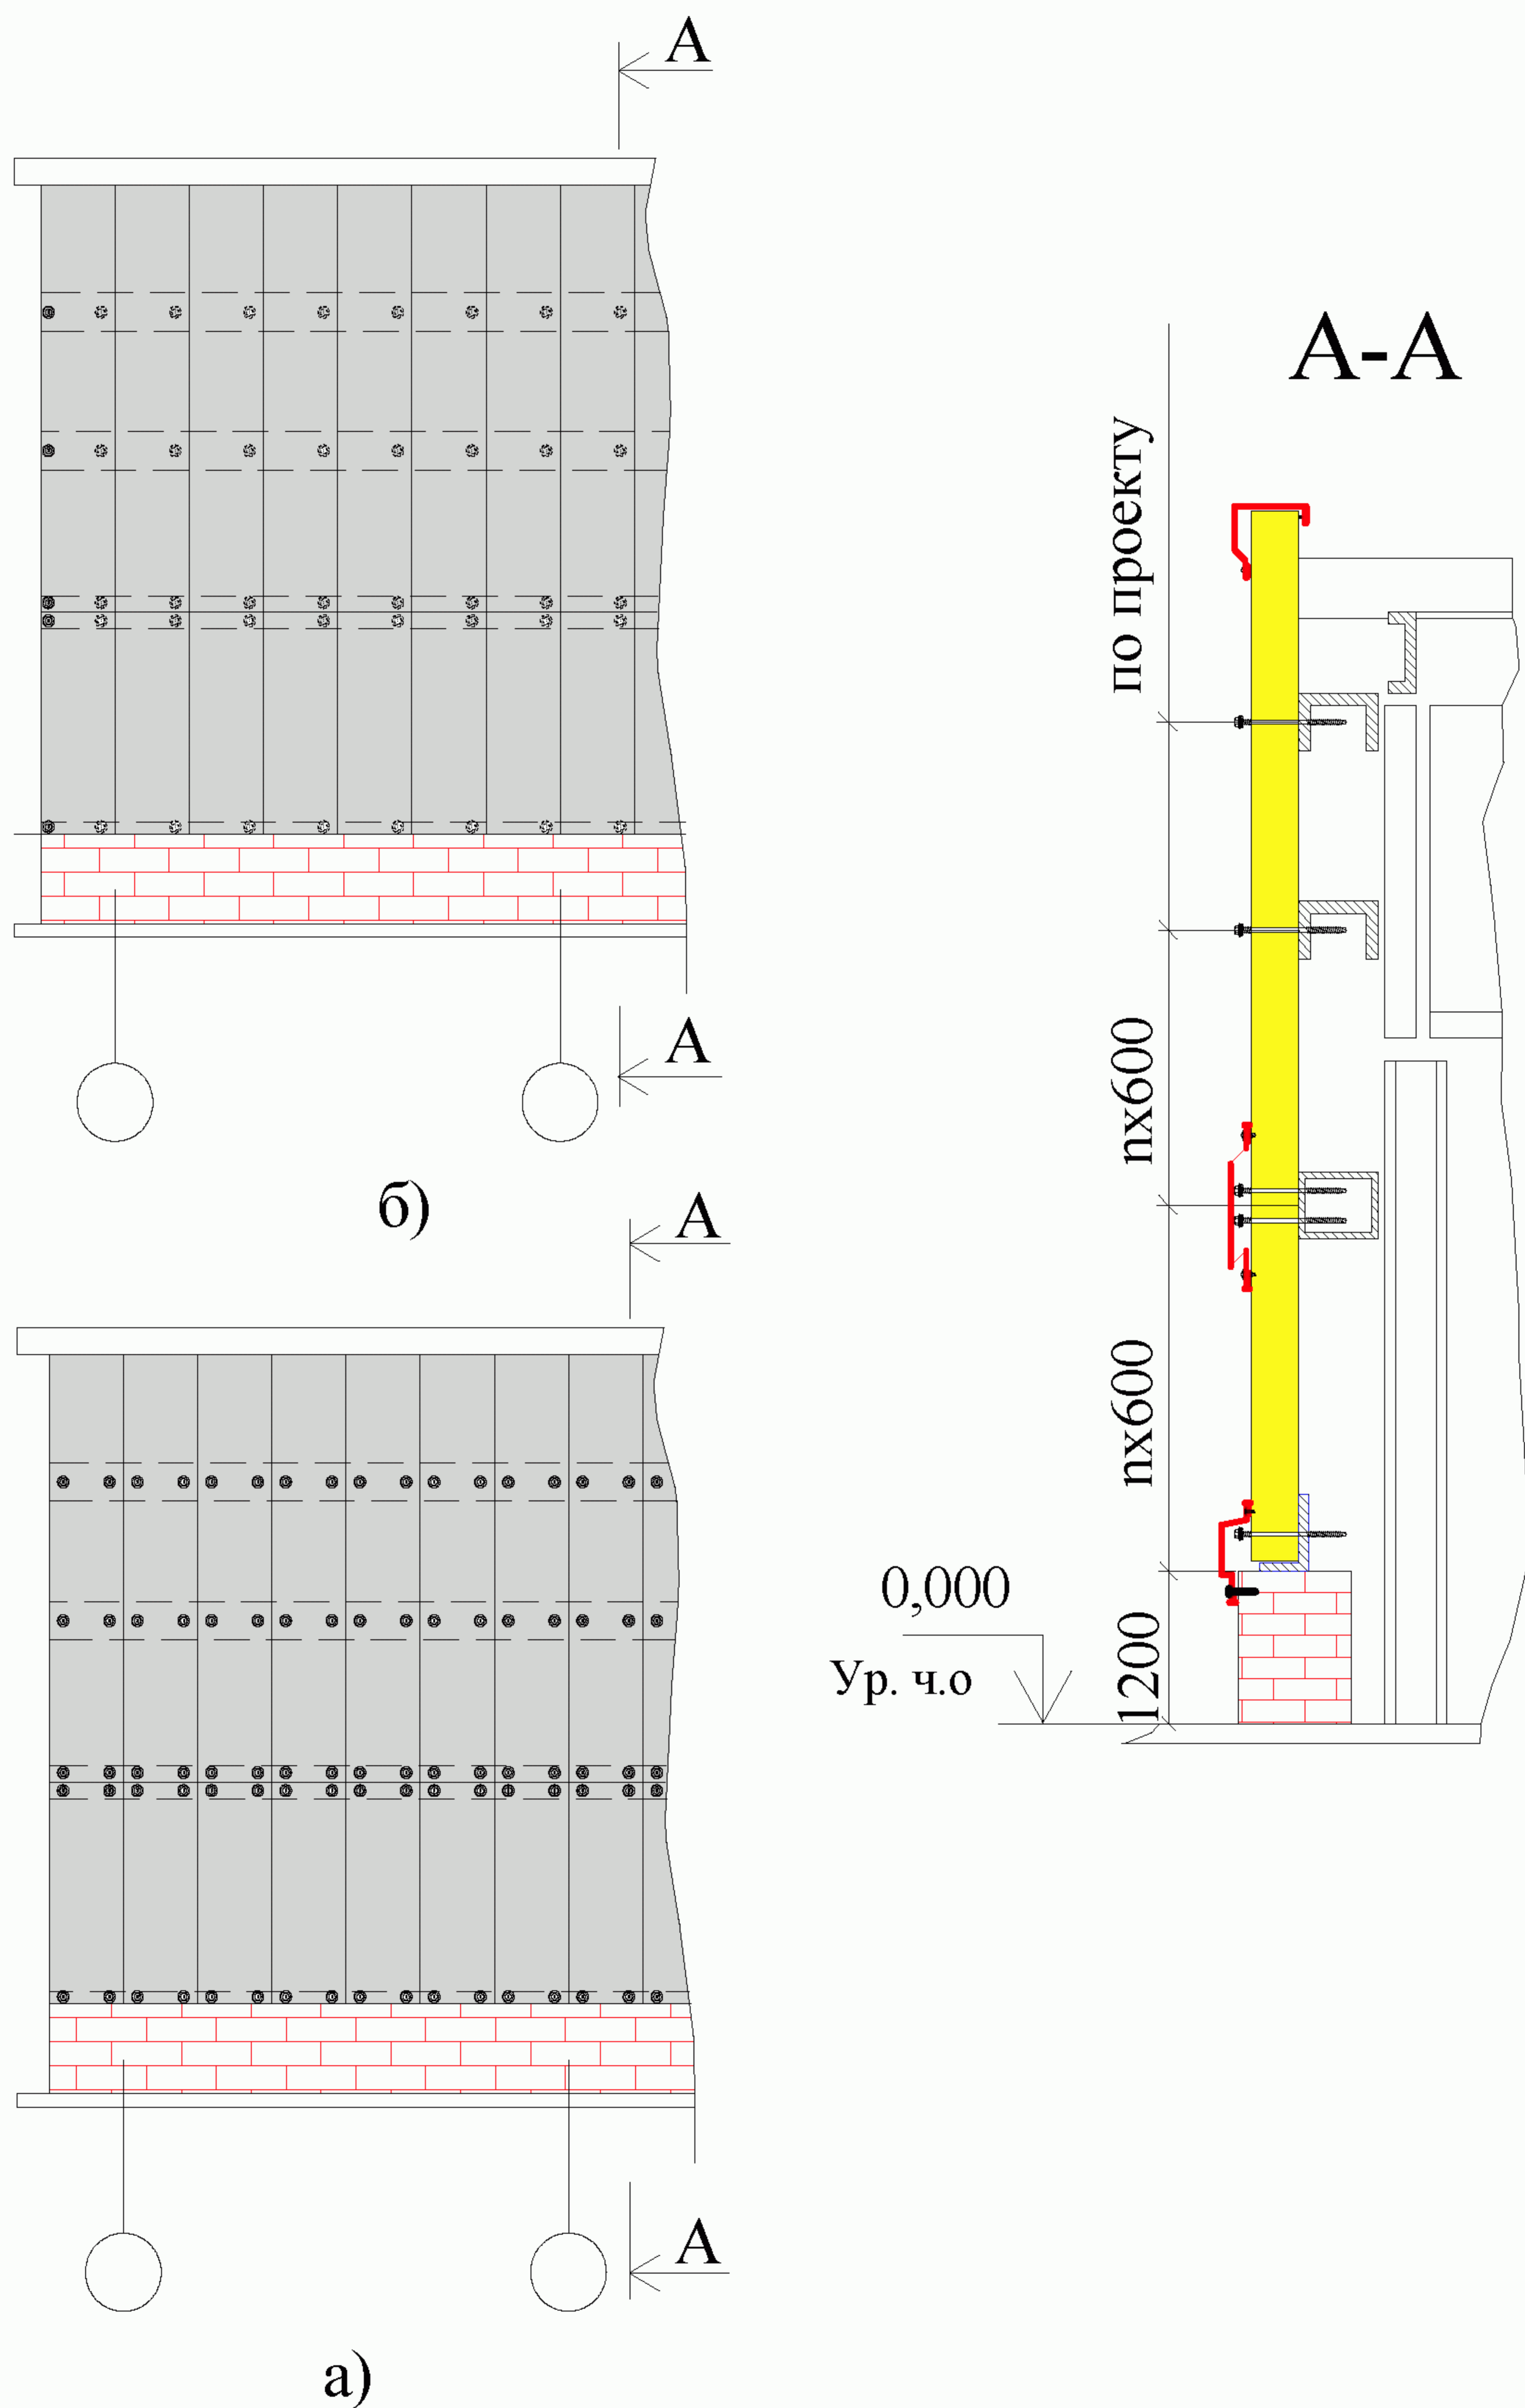 А
А
б)
А
А
а)
А-А
по проекту
nx600
nx600
1200
0,000
Ур. ч.о